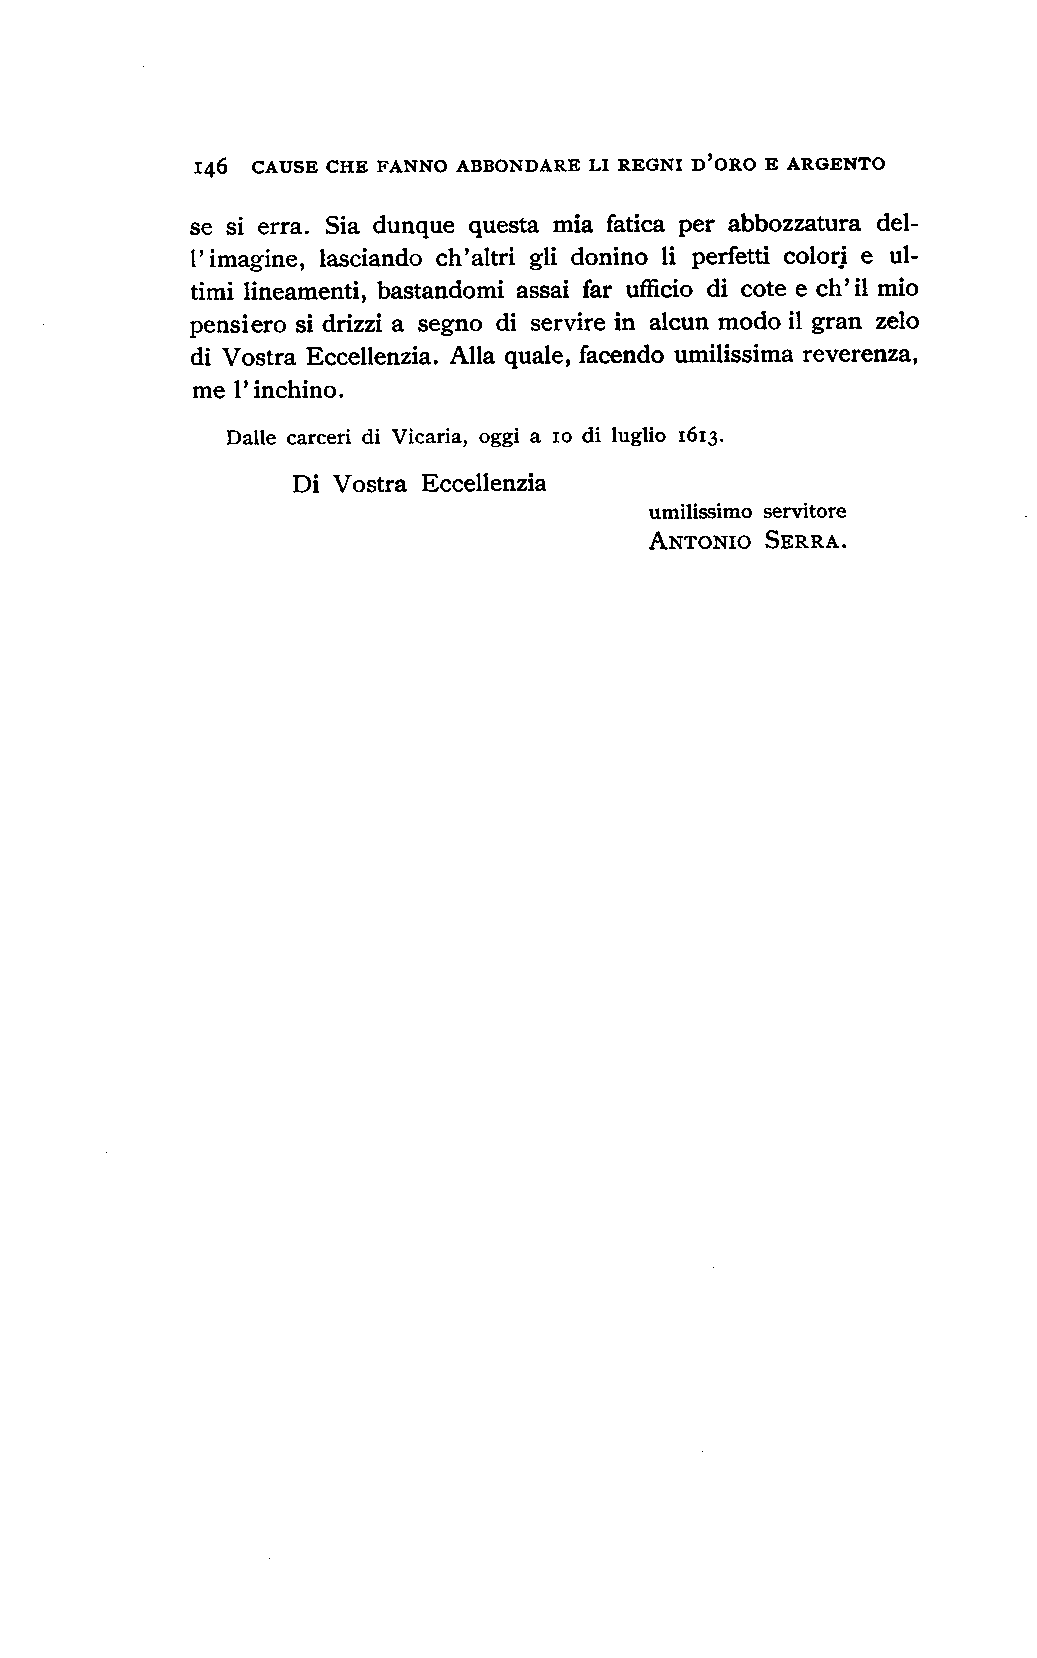 146 CAUSE CHE FANNO ABBONDARE LI REGNI D'ORO E ARGENTO
se si erra. Sia dunque questa mia fatica per abbozzatura del-
l'imagine, lasciando ch'altri gli donino li perfetti colori e ul-
timi lineamenti, bastandomi assai far ufficio di cote e ch'il mio
pensiero si drizzi a segno di servire in alcun modo il gran zelo
di Vostra Eccellenzia. Alla quale, facendo umilissima reverenza,
me l'inchino.
Dalle carceri di Vicaria, oggi a 10 di luglio 1613.
Di Vostra Eccellenzia
umilissimo servitore
ANTONIO SERRA.